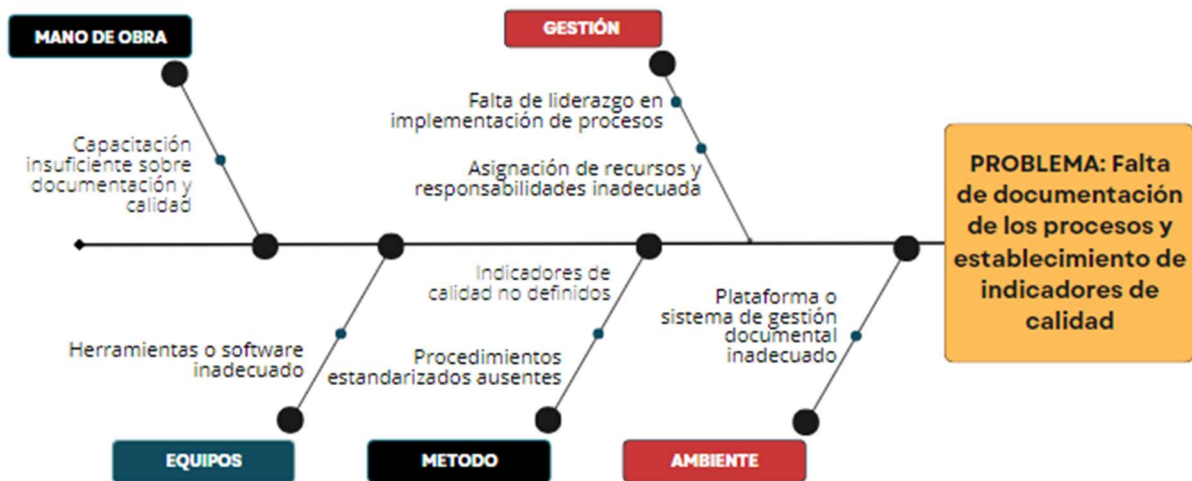 MANO DE OBRA
GESTIÓN
Capacitación
insuficiente sobre
documentación y
calidad
Falta de liderazgo en
implementación de procesos
Asignación de recursos y
responsabilidades inadecuada
PROBLEMA: Falta
de documentación
de los procesos y
establecimiento de
indicadores de
calidad
Herramientas o software
inadecuado
Indicadores de
calidad no definidos
Procedimientos
estandarizados ausentes
Plataforma o
sistema de gestión
documental
inadecuado
EQUIPOS
METODO
AMBIENTE